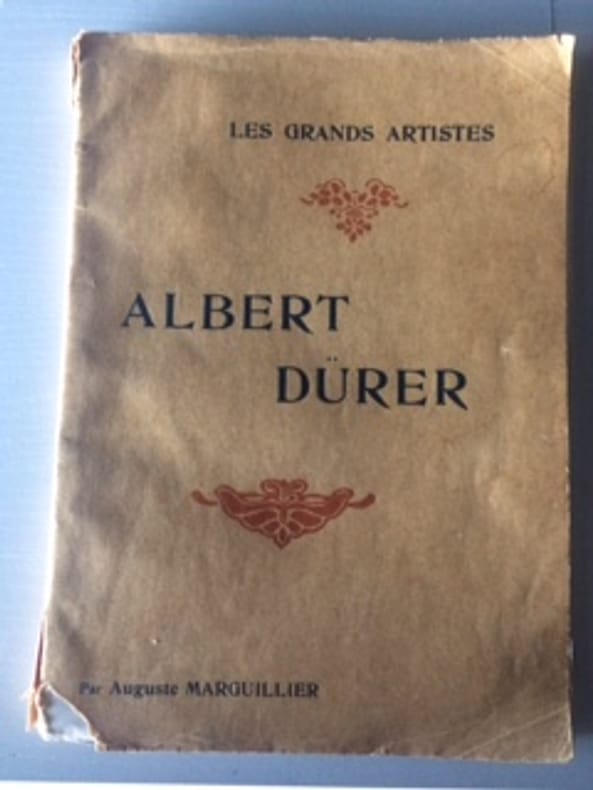 LES GRANDS ARTISTES
ALBERT
DÜRER
Par Auguste MARGUILLIER